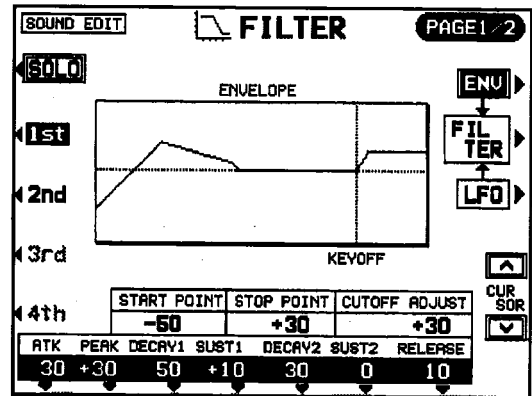 SOUND EDIT
FILTER
PAGE1/2
SOLO
ENVELOPE
ENV
1st
FIL
TER
2nd
LFO
3rd
KEYOFF
4th
CUR
SOR
START POINT STOP POINT CUTOFF ADJUST
-60 +30 +30
ATK PEAK DECAY1 SUST1 DECAY2 SUST2 RELEASE
30 +30 50 +10 30 0 10